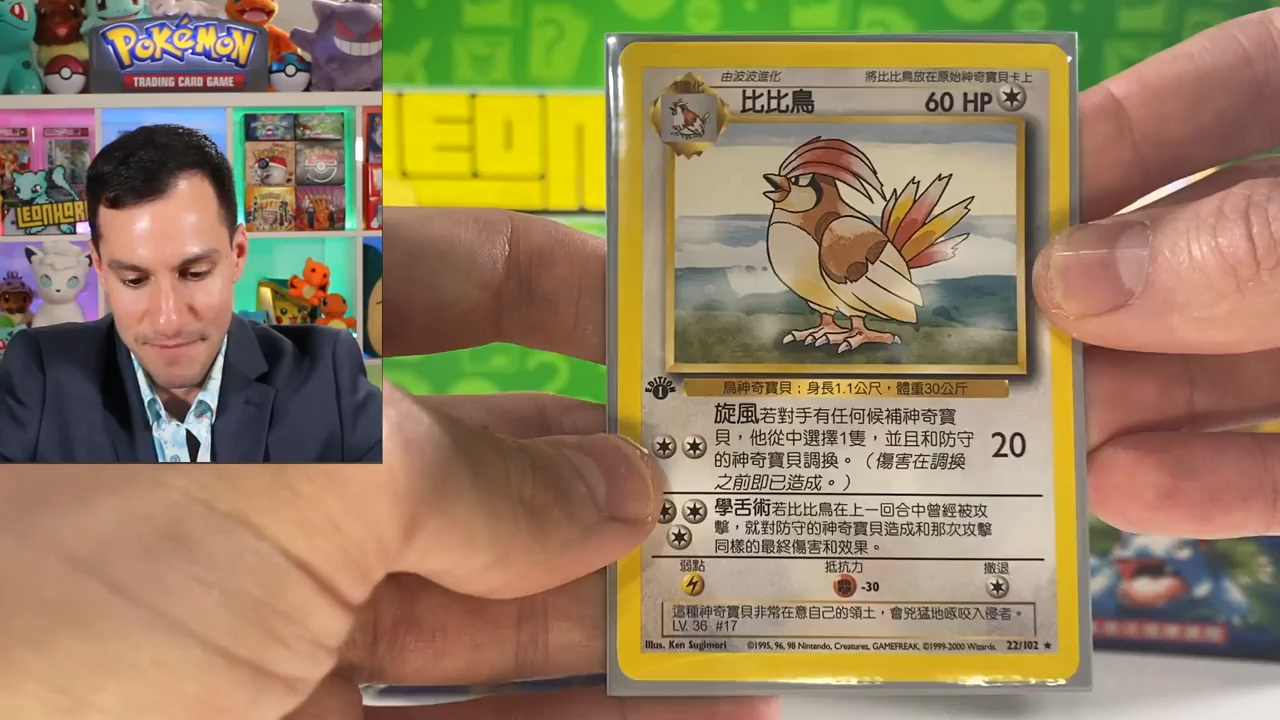 POKéMON
TRADING CARD GAME
LEONHAR
LEONH
由波波進化
將比比鳥放在原始神奇寶貝卡上
比比鳥
60 HP
EDITION
1
鳥神奇寶貝；身長1.1公尺，體重30公斤
旋風若對手有任何候補神奇寶
貝，他從中選擇1隻，並且和防守
的神奇寶貝調換。（傷害在調換
之前即已造成。）
20
學舌術若比比鳥在上一回合中曾經被攻
擊，就對防守的神奇寶貝造成和那次攻擊
同樣的最終傷害和效果。
弱點
抵抗力
撤退
-30
這種神奇寶貝非常在意自己的領土，會兇猛地啄咬入侵者。
LV. 36 #17
Illus. Ken Sugimori
©1995, 96, 98 Nintendo, Creatures, GAMEFREAK. ©1999-2000 Wizards.
22/102 ★